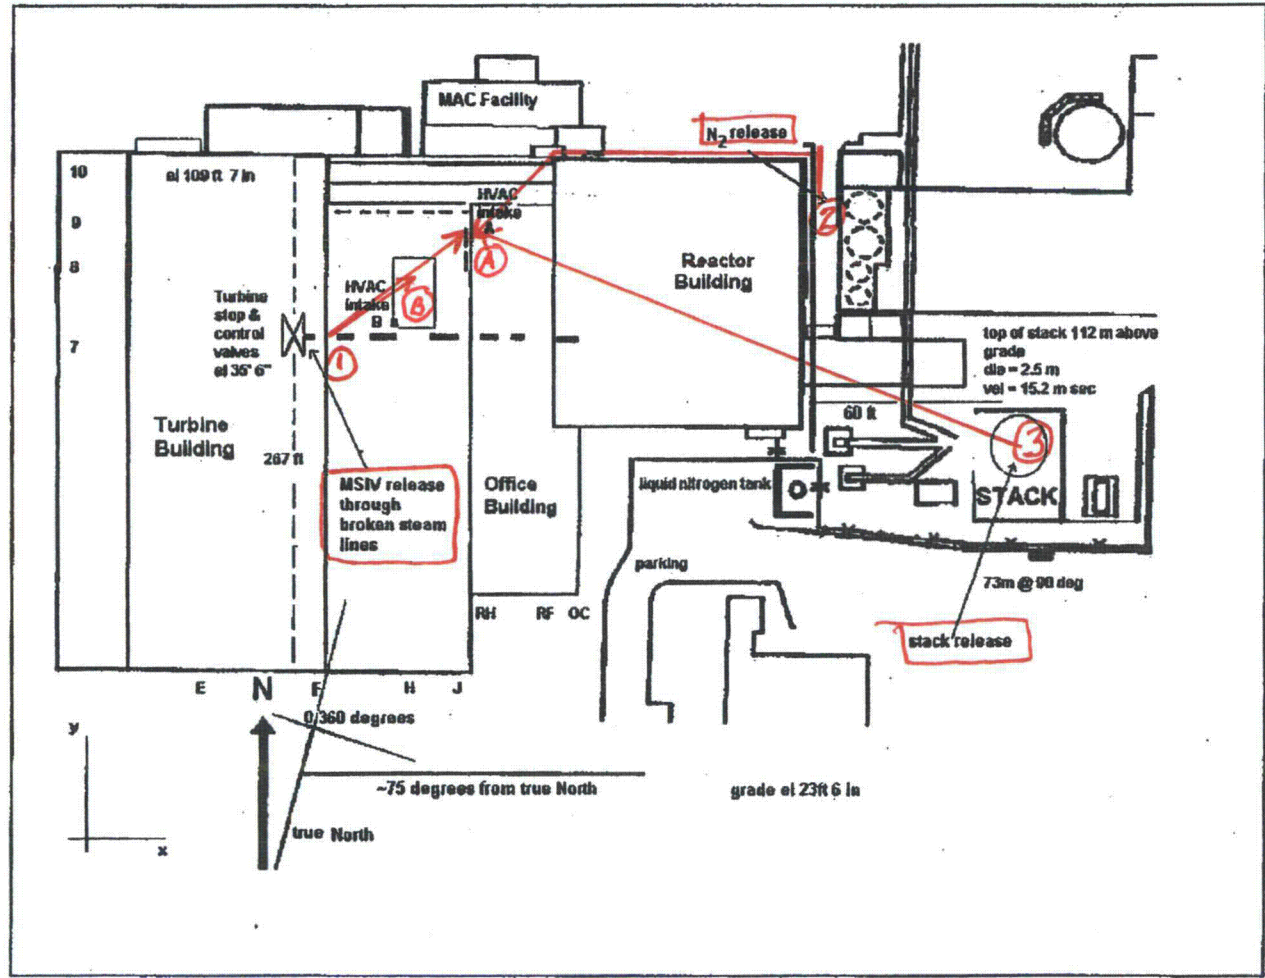 MAC Facility
N2 release
10
el 109 ft 7 in
9
8
7
HVAC
intake
A
A
2
Reactor
Building
HVAC
intake
B
B
Turbine
stop &
control
valves
el 35' 6"
1
top of stack 112 m above
grade
dia = 2.5 m
vel = 15.2 m sec
60 ft
3
STACK
Turbine
Building
267 ft
MSIV release
through
broken steam
lines
Office
Building
liquid nitrogen tank
parking
73m @ 90 deg
RH RF OC
stack release
E N F H J
0,360 degrees
y
~75 degrees from true North
grade el 23ft 6 in
true North
x